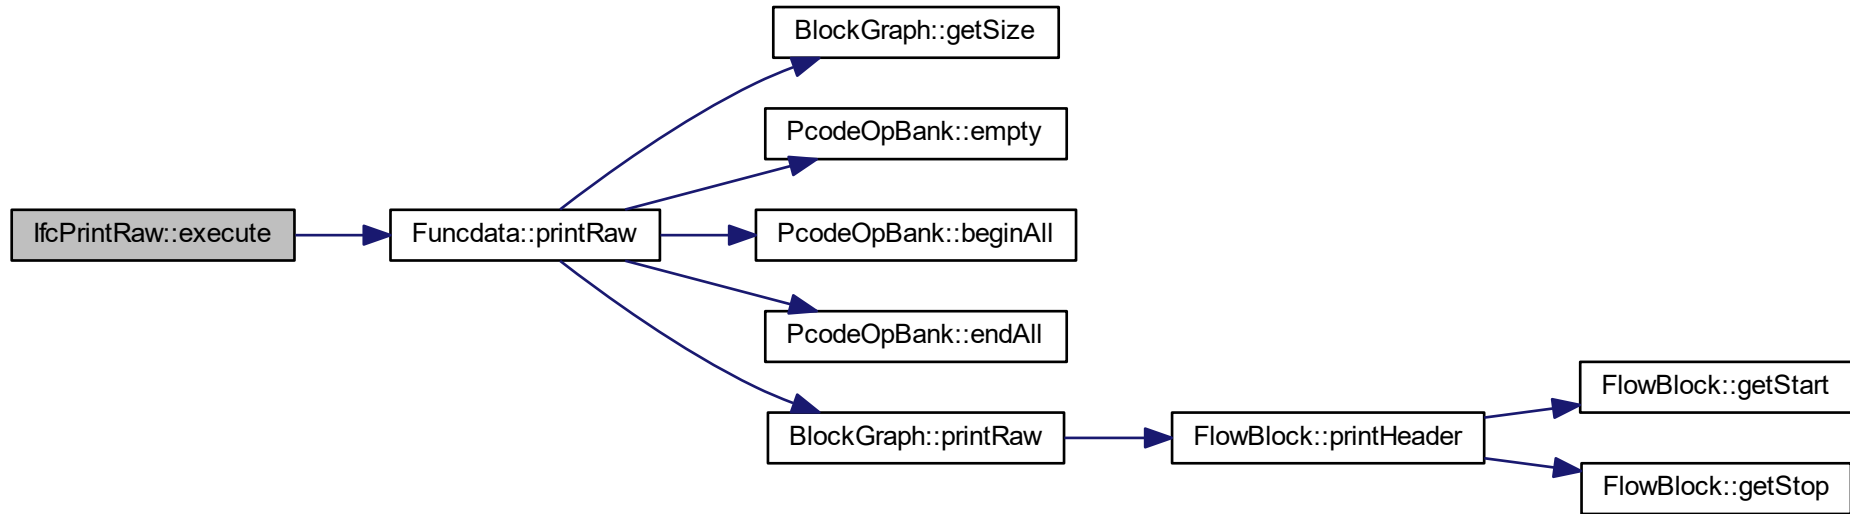 BlockGraph::getSize
PcodeOpBank::empty
IfcPrintRaw::execute
Funcdata::printRaw
PcodeOpBank::beginAll
PcodeOpBank::endAll
FlowBlock::getStart
BlockGraph::printRaw
FlowBlock::printHeader
FlowBlock::getStop